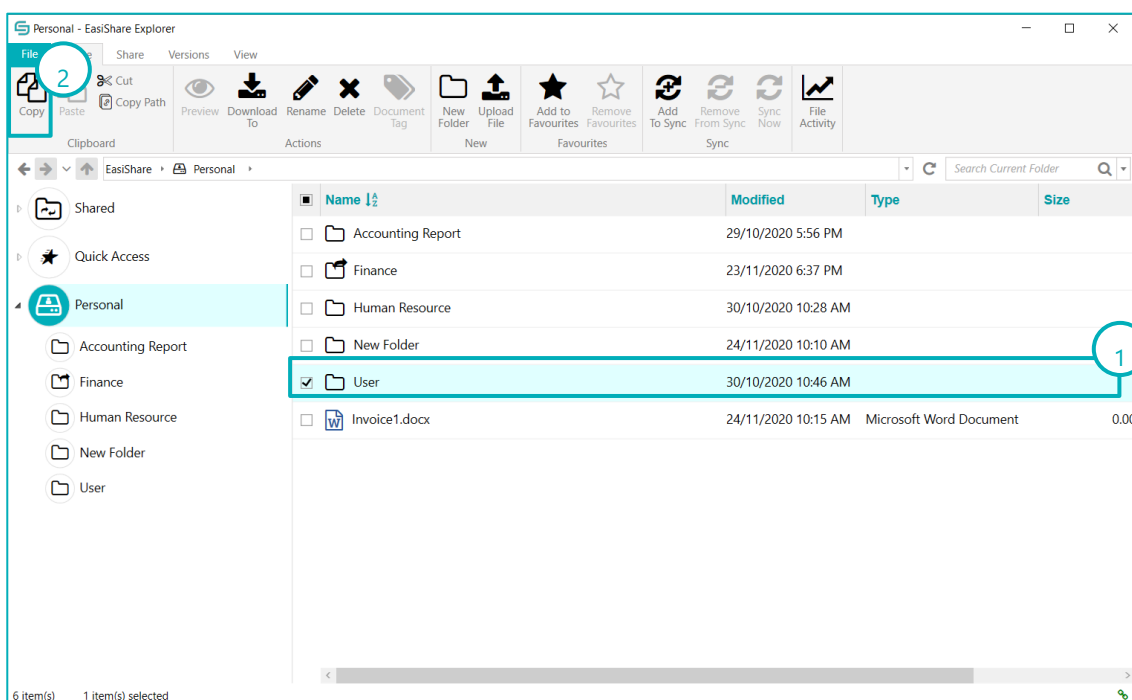 Personal - EasiShare Explorer
File Share Versions View
2
Copy
Paste
Cut
Copy Path
Clipboard
Preview
Download To
Rename
Delete
Document Tag
Actions
New Folder
Upload File
New
Add to Favourites
Remove Favourites
Favourites
Add To Sync
Remove From Sync
Sync Now
Sync
File Activity
EasiShare Personal
Search Current Folder
Shared
Quick Access
Personal
Accounting Report
Finance
Human Resource
New Folder
User
Name Modified Type Size
Accounting Report 29/10/2020 5:56 PM
Finance 23/11/2020 6:37 PM
Human Resource 30/10/2020 10:28 AM
New Folder 24/11/2020 10:10 AM
1
User 30/10/2020 10:46 AM
Invoice1.docx 24/11/2020 10:15 AM Microsoft Word Document 0.00
6 item(s) 1 item(s) selected